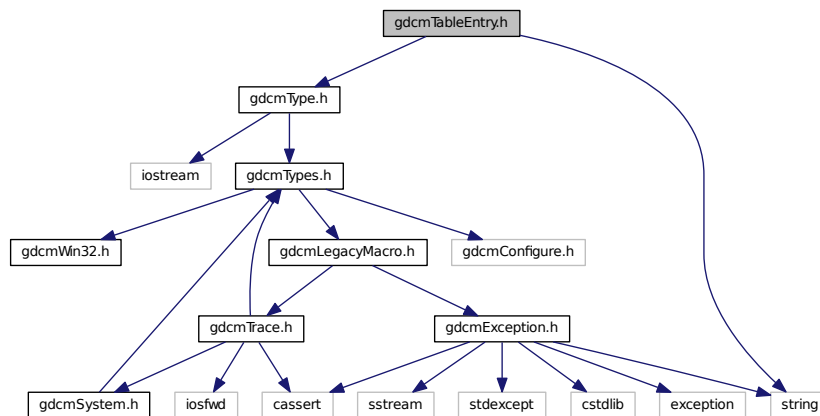 gdcmTableEntry.h
gdcmType.h
iostream
gdcmTypes.h
gdcmWin32.h
gdcmLegacyMacro.h
gdcmConfigure.h
gdcmTrace.h
gdcmException.h
gdcmSystem.h
iosfwd
cassert
sstream
stdexcept
cstdlib
exception
string